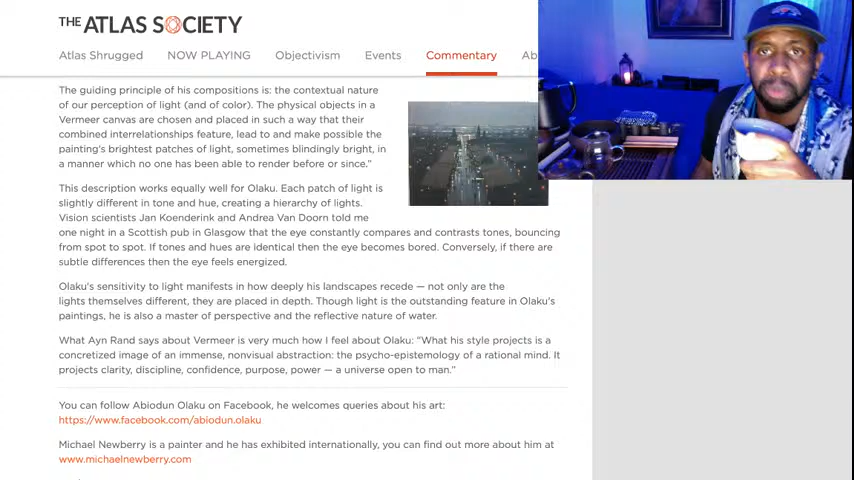 THE ATLAS SOCIETY
Atlas Shrugged NOW PLAYING Objectivism Events Commentary Ab
The guiding principle of his compositions is: the contextual nature
of our perception of light (and of color). The physical objects in a
Vermeer canvas are chosen and placed in such a way that their
combined interrelationships feature, lead to and make possible the
painting's brightest patches of light, sometimes blindingly bright, in
a manner which no one has been able to render before or since.”
This description works equally well for Olaku. Each patch of light is
slightly different in tone and hue, creating a hierarchy of lights.
Vision scientists Jan Koenderink and Andrea Van Doorn told me
one night in a Scottish pub in Glasgow that the eye constantly compares and contrasts tones, bouncing
from spot to spot. If tones and hues are identical then the eye becomes bored. Conversely, if there are
subtle differences then the eye feels energized.
Olaku's sensitivity to light manifests in how deeply his landscapes recede — not only are the
lights themselves different, they are placed in depth. Though light is the outstanding feature in Olaku's
paintings, he is also a master of perspective and the reflective nature of water.
What Ayn Rand says about Vermeer is very much how I feel about Olaku: “What his style projects is a
concretized image of an immense, nonvisual abstraction: the psycho-epistemology of a rational mind. It
projects clarity, discipline, confidence, purpose, power — a universe open to man.”
You can follow Abiodun Olaku on Facebook, he welcomes queries about his art:
https://www.facebook.com/abiodun.olaku
Michael Newberry is a painter and he has exhibited internationally, you can find out more about him at
www.michaelnewberry.com